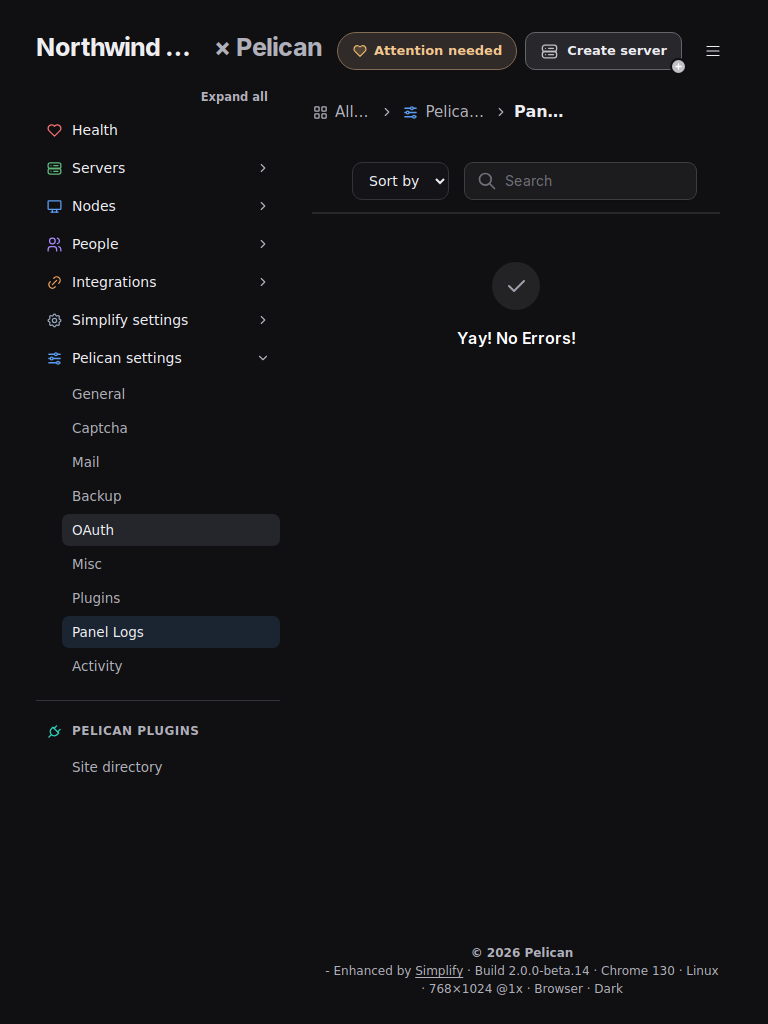 Northwind … × Pelican
Attention needed
Create server
Expand all
All… Pelica… Pan…
Health
Servers
Nodes
People
Integrations
Simplify settings
Pelican settings
General
Captcha
Mail
Backup
OAuth
Misc
Plugins
Panel Logs
Activity
PELICAN PLUGINS
Site directory
Sort by
Search
Yay! No Errors!
© 2026 Pelican
- Enhanced by Simplify · Build 2.0.0-beta.14 · Chrome 130 · Linux
· 768×1024 @1x · Browser · Dark